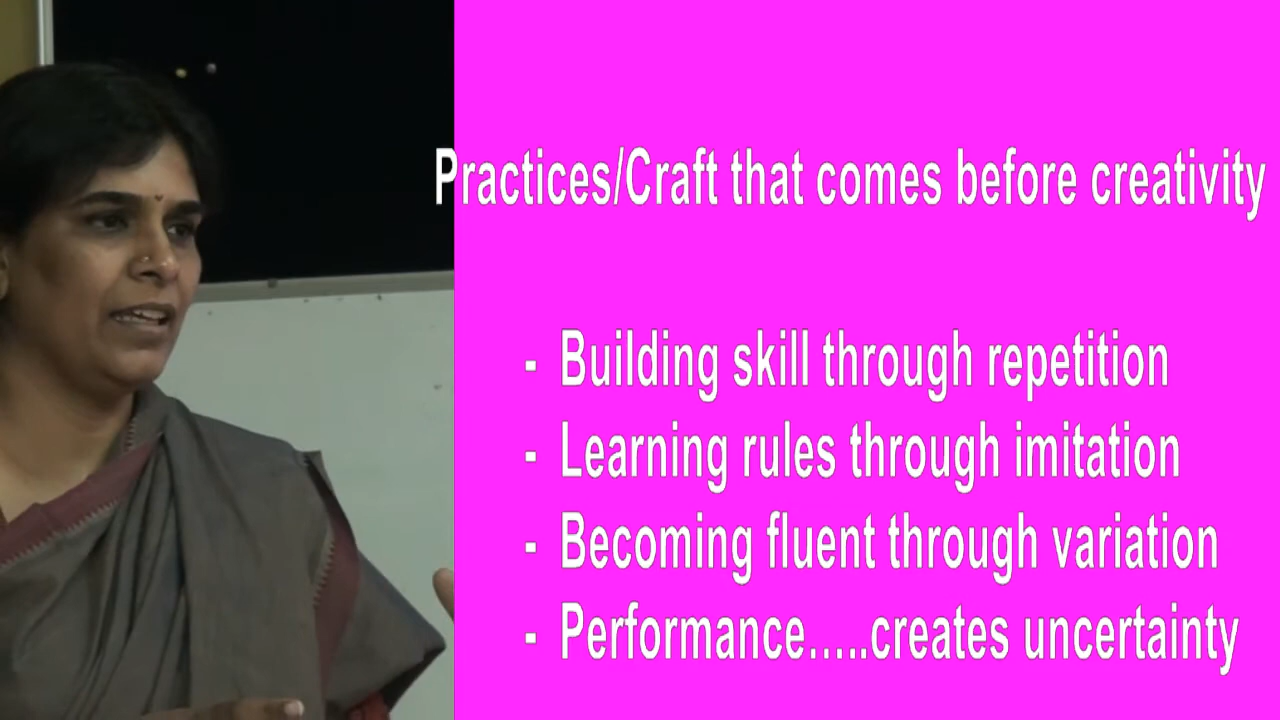 Practices/Craft that comes before creativity
- Building skill through repetition
- Learning rules through imitation
- Becoming fluent through variation
- Performance.....creates uncertainty